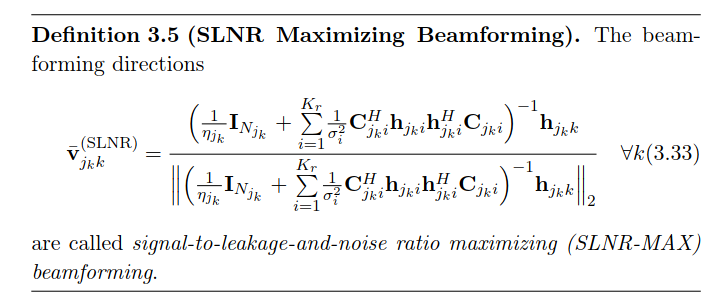 Definition 3.5 (SLNR Maximizing Beamforming). The beam-
forming directions
$$\bar{\mathbf{v}}_{j_k k}^{(\mathrm{SLNR})} = \frac{\left(\frac{1}{\eta_{j_k}}\mathbf{I}_{N_{j_k}} + \sum_{i=1}^{K_r} \frac{1}{\sigma_i^2}\mathbf{C}_{j_k i}^H \mathbf{h}_{j_k i}\mathbf{h}_{j_k i}^H \mathbf{C}_{j_k i}\right)^{-1}\mathbf{h}_{j_k k}}{\left\|\left(\frac{1}{\eta_{j_k}}\mathbf{I}_{N_{j_k}} + \sum_{i=1}^{K_r} \frac{1}{\sigma_i^2}\mathbf{C}_{j_k i}^H \mathbf{h}_{j_k i}\mathbf{h}_{j_k i}^H \mathbf{C}_{j_k i}\right)^{-1}\mathbf{h}_{j_k k}\right\|_2} \quad \forall k (3.33)$$
are called signal-to-leakage-and-noise ratio maximizing (SLNR-MAX)
beamforming.